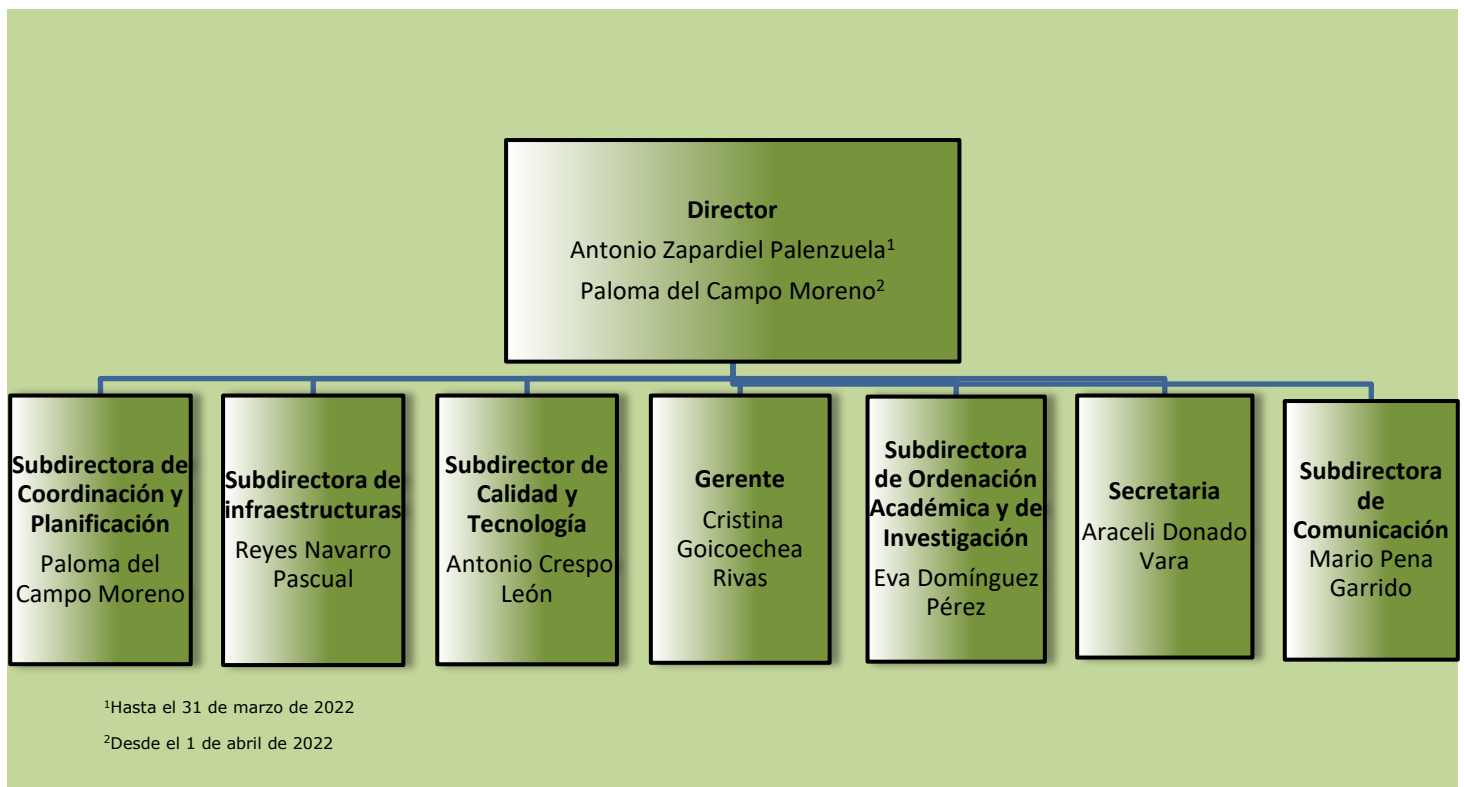 Director
Antonio Zapardiel Palenzuela¹
Paloma del Campo Moreno²
Subdirectora de
Coordinación y
Planificación
Paloma del
Campo Moreno
Subdirectora de
infraestructuras
Reyes Navarro
Pascual
Subdirector de
Calidad y
Tecnología
Antonio Crespo
León
Gerente
Cristina
Goicoechea
Rivas
Subdirectora
de Ordenación
Académica y de
Investigación
Eva Domínguez
Pérez
Secretaria
Araceli Donado
Vara
Subdirectora
de
Comunicación
Mario Pena
Garrido
¹Hasta el 31 de marzo de 2022
²Desde el 1 de abril de 2022